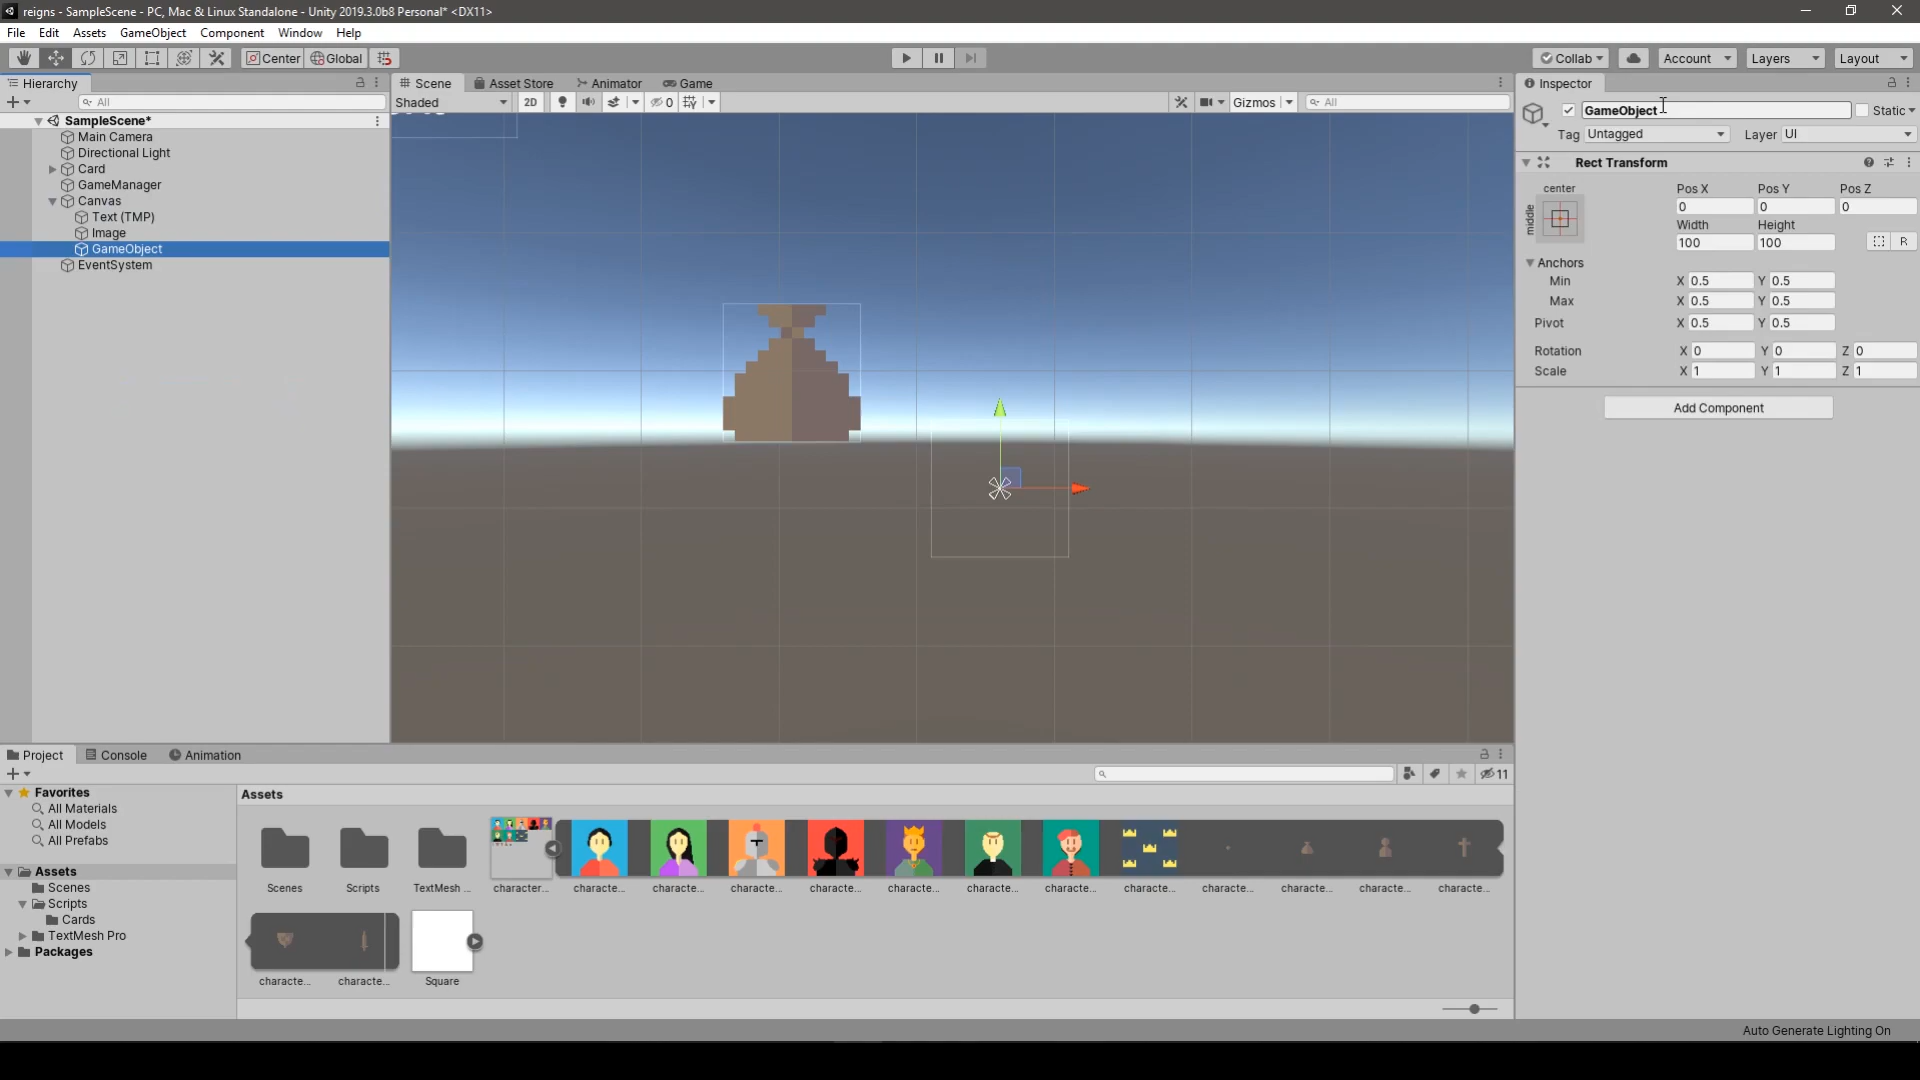 reigns - SampleScene - PC, Mac & Linux Standalone - Unity 2019.3.0b8 Personal* <DX11>
File Edit Assets GameObject Component Window Help
Center Global Collab Account Layers Layout
Hierarchy
All
SampleScene*
Main Camera
Directional Light
Card
GameManager
Canvas
Text (TMP)
Image
GameObject
EventSystem
Scene Asset Store Animator Game
Shaded 2D 0 Gizmos All
Inspector
GameObject Static
Tag Untagged Layer UI
Rect Transform
center
middle
Pos X Pos Y Pos Z
0 0 0
Width Height
100 100 R
Anchors
Min X 0.5 Y 0.5
Max X 0.5 Y 0.5
Pivot X 0.5 Y 0.5
Rotation X 0 Y 0 Z 0
Scale X 1 Y 1 Z 1
Add Component
Project Console Animation
11
Favorites
All Materials
All Models
All Prefabs
Assets
Scenes
Scripts
Cards
TextMesh Pro
Packages
Assets
Scenes Scripts TextMesh ... character... characte... characte... characte... characte... characte... characte... characte... characte... characte... characte... characte... characte...
characte... characte... Square
Auto Generate Lighting On